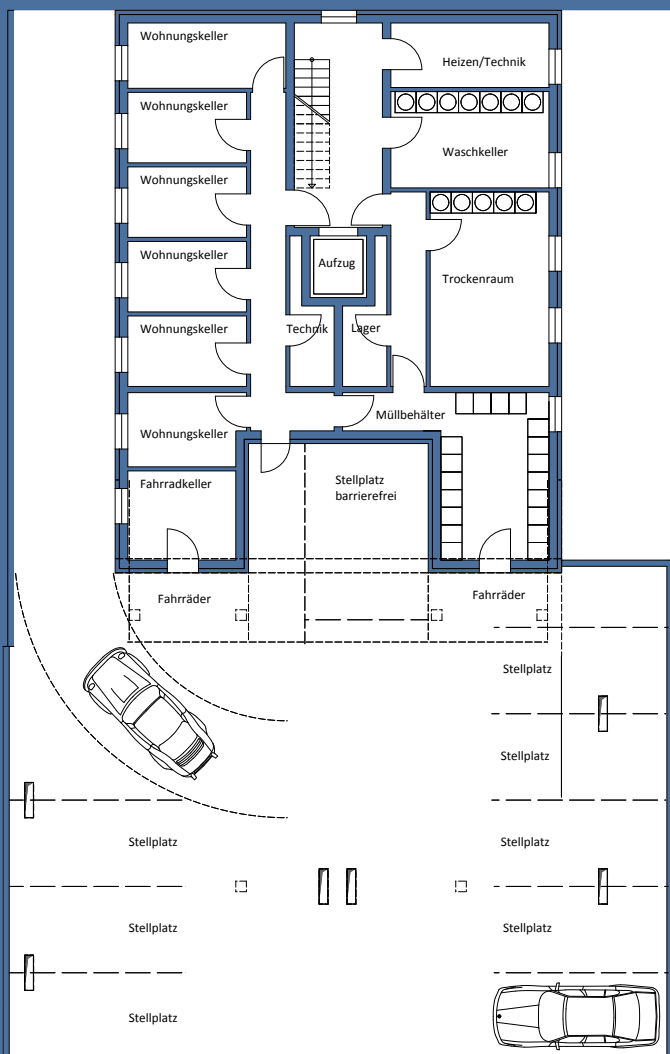 Wohnungskeller
Heizen/Technik
Wohnungskeller
Waschkeller
Wohnungskeller
Wohnungskeller
Aufzug
Trockenraum
Wohnungskeller
Technik
Lager
Müllbehälter
Wohnungskeller
Fahrradkeller
Stellplatz
barrierefrei
Fahrräder
Fahrräder
Stellplatz
Stellplatz
Stellplatz
Stellplatz
Stellplatz
Stellplatz
Stellplatz